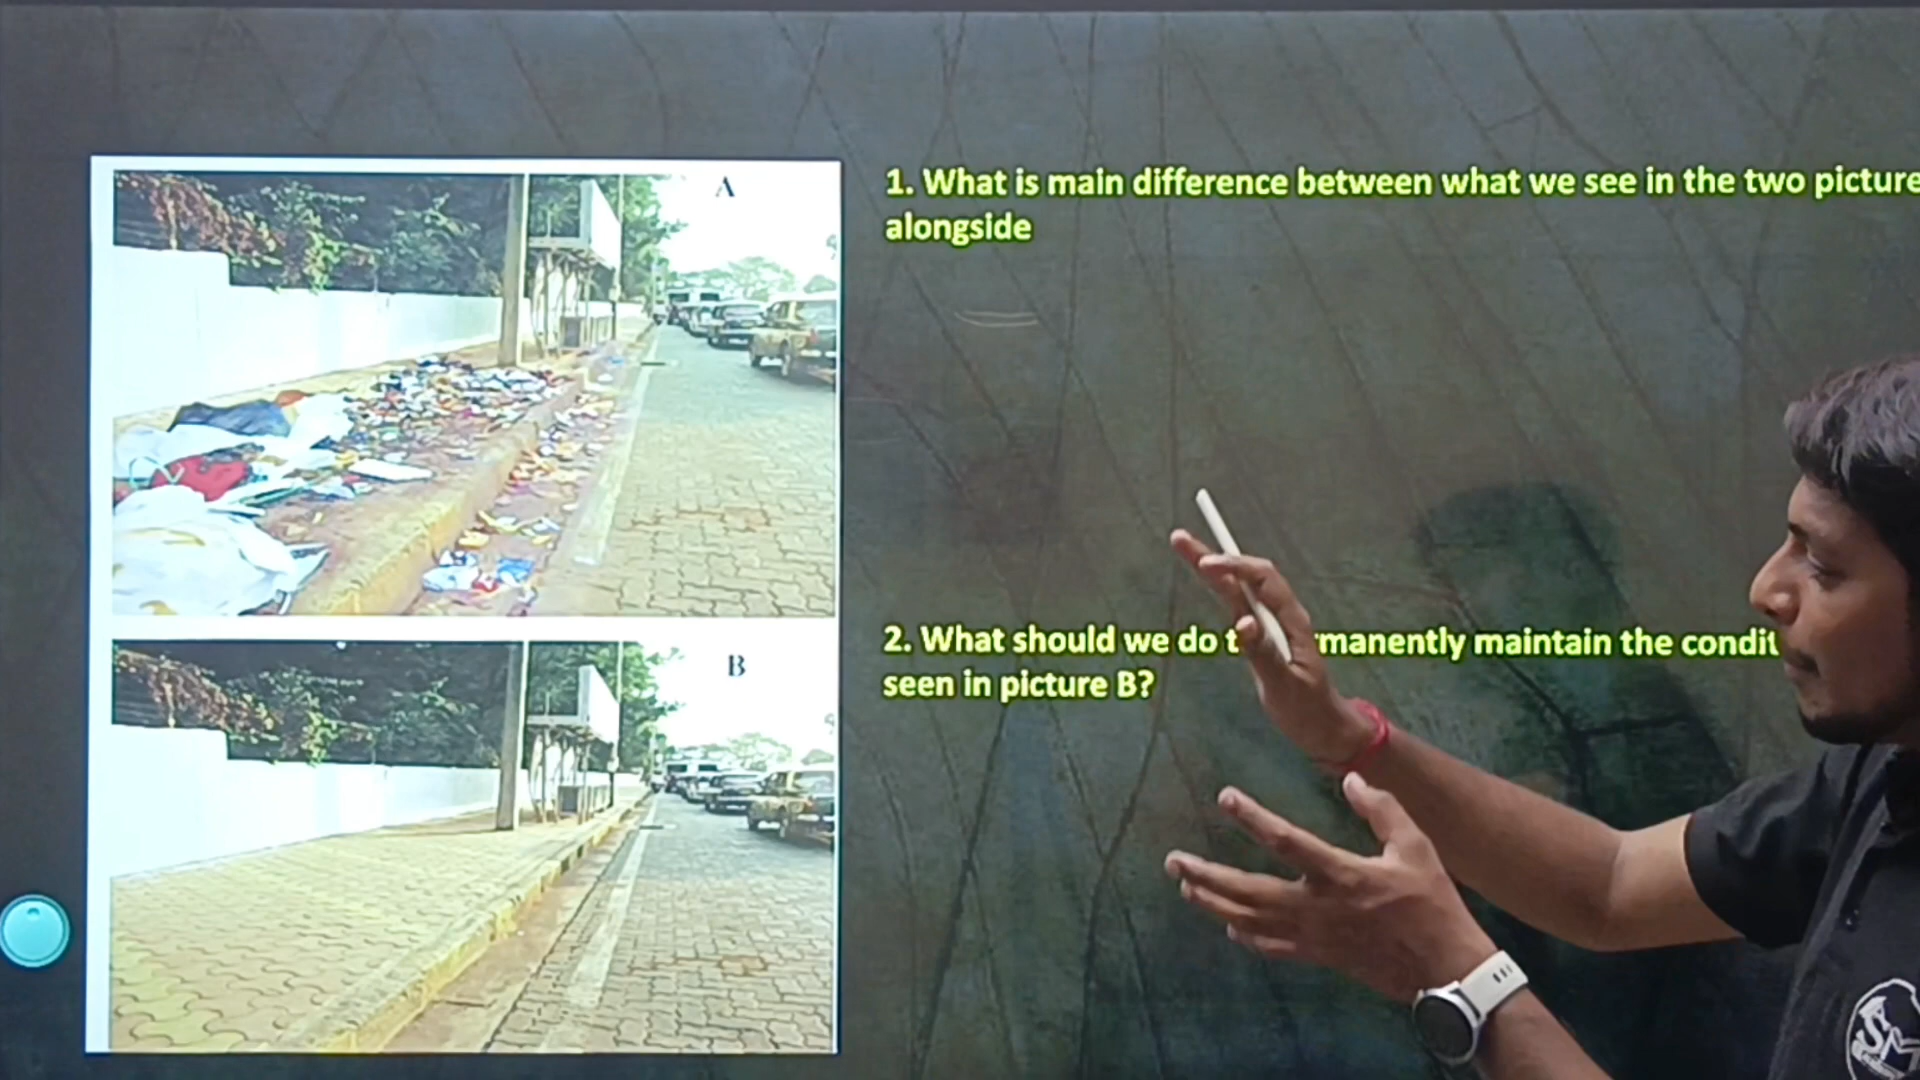 A
1. What is main difference between what we see in the two picture
alongside
2. What should we do manently maintain the
seen in picture B?
B
SM